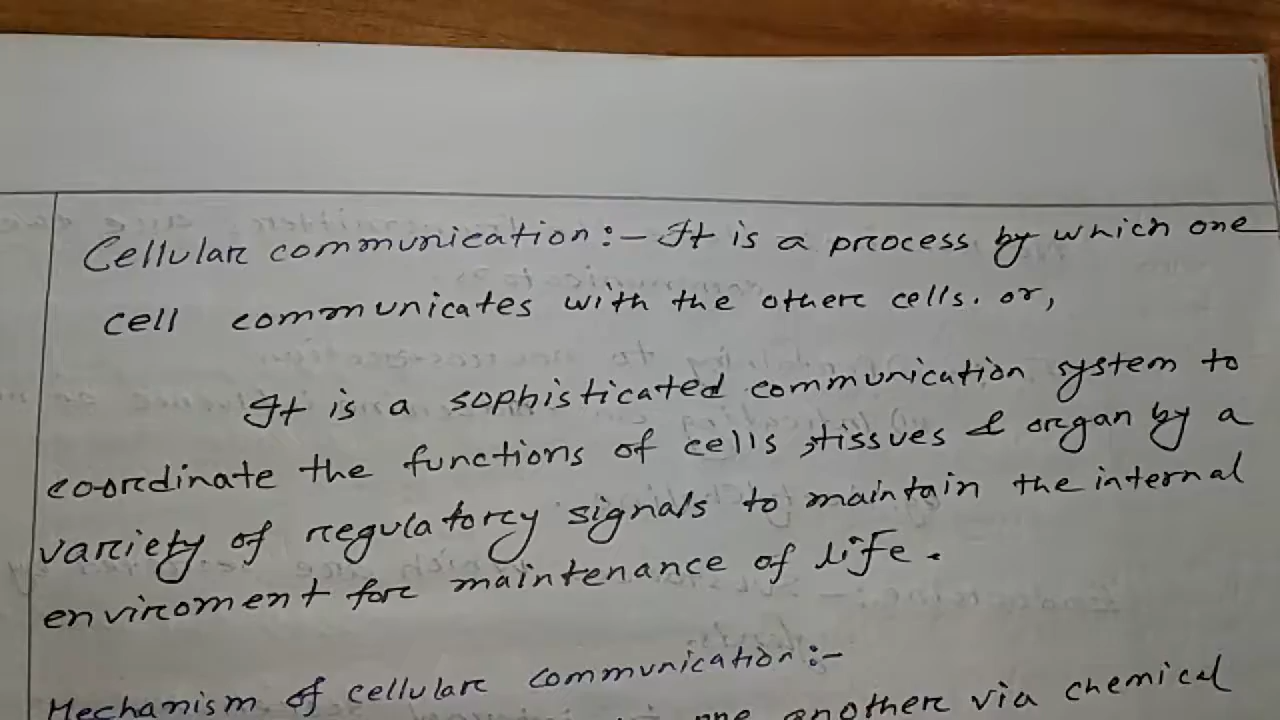 Cellular communication:- It is a process by which one
cell communicates with the other cells. or,
It is a sophisticated communication system to
co-ordinate the functions of cells, tissues & organ by a
variety of regulatory signals to maintain the internal
enviroment for maintenance of life.
Mechanism of cellular communication:-
one another via chemical